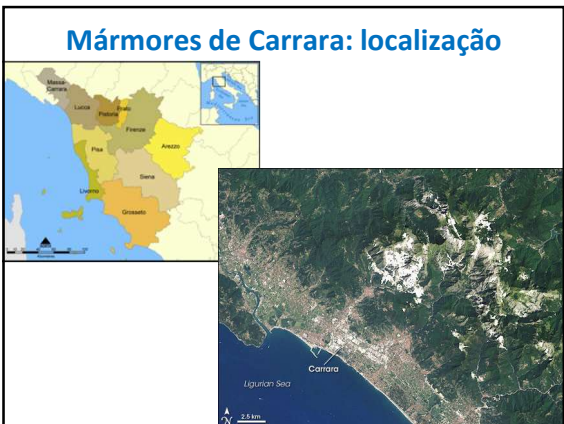 Mármores de Carrara: localização
Massa-
Carrara
Lucca
Pistoia
Prato
Firenze
Pisa
Arezzo
Livorno
Siena
Grosseto
Carrara
Ligurian Sea
N
2.5 km